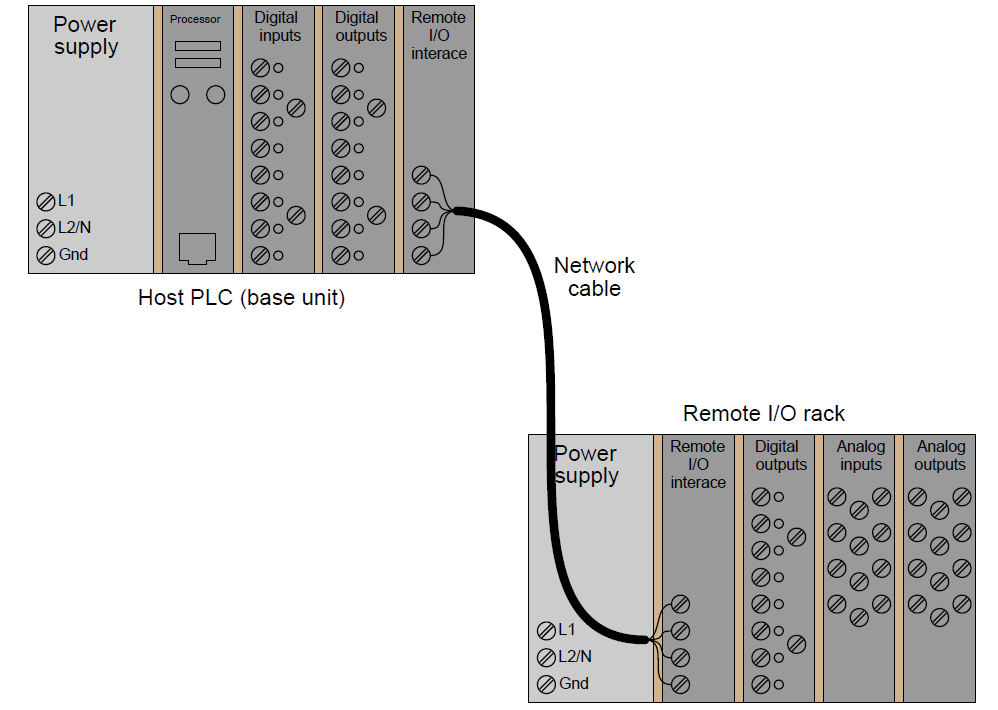 Power
supply
Processor
Digital
inputs
Digital
outputs
Remote
I/O
interace
L1
L2/N
Gnd
Host PLC (base unit)
Network
cable
Remote I/O rack
Power
supply
Remote
I/O
interace
Digital
outputs
Analog
inputs
Analog
outputs
L1
L2/N
Gnd